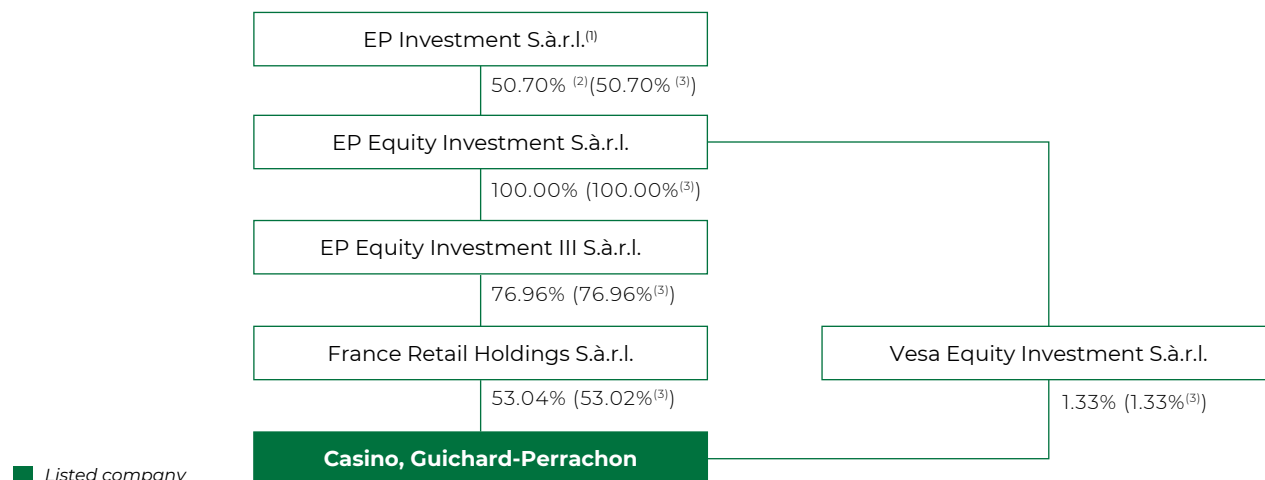 EP Investment S.à.r.l.(1)
50.70% (2)(50.70% (3))
EP Equity Investment S.à.r.l.
100.00% (100.00%(3))
EP Equity Investment III S.à.r.l.
76.96% (76.96%(3))
France Retail Holdings S.à.r.l.
Vesa Equity Investment S.à.r.l.
53.04% (53.02%(3))
1.33% (1.33%(3))
Casino, Guichard-Perrachon
Listed company